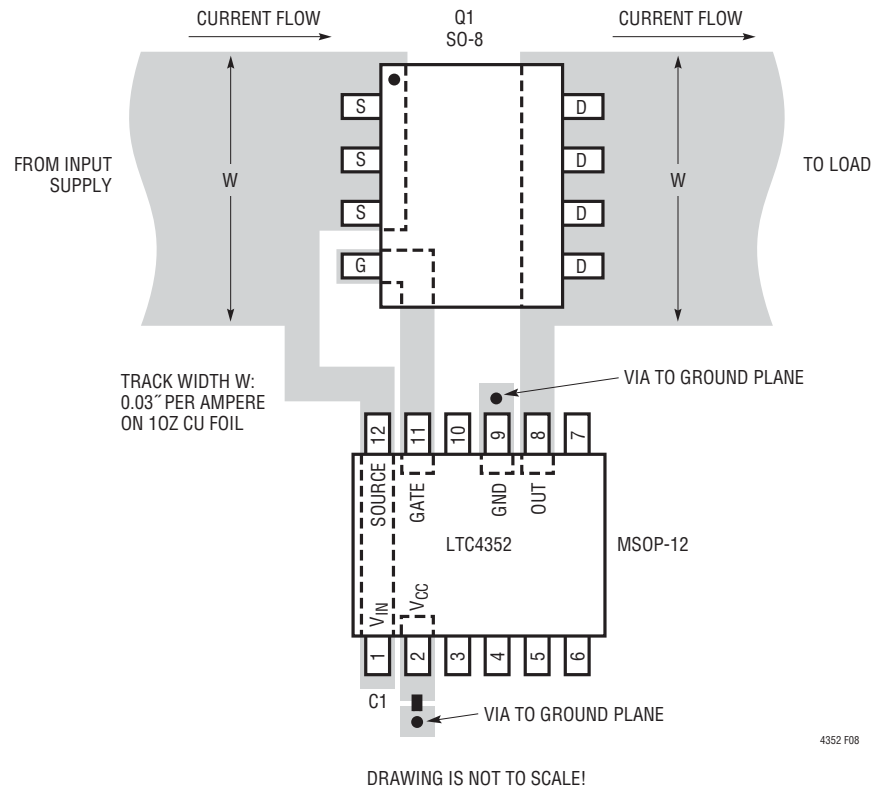 CURRENT FLOW
Q1
SO-8
CURRENT FLOW
S
D
FROM INPUT
SUPPLY
W
S
D
W
TO LOAD
S
D
G
D
TRACK WIDTH W:
0.03˝ PER AMPERE
ON 1OZ CU FOIL
VIA TO GROUND PLANE
12
11
10
9
8
7
SOURCE
GATE
GND
OUT
LTC4352
MSOP-12
VIN
VCC
1
2
3
4
5
6
C1
VIA TO GROUND PLANE
4352 F08
DRAWING IS NOT TO SCALE!